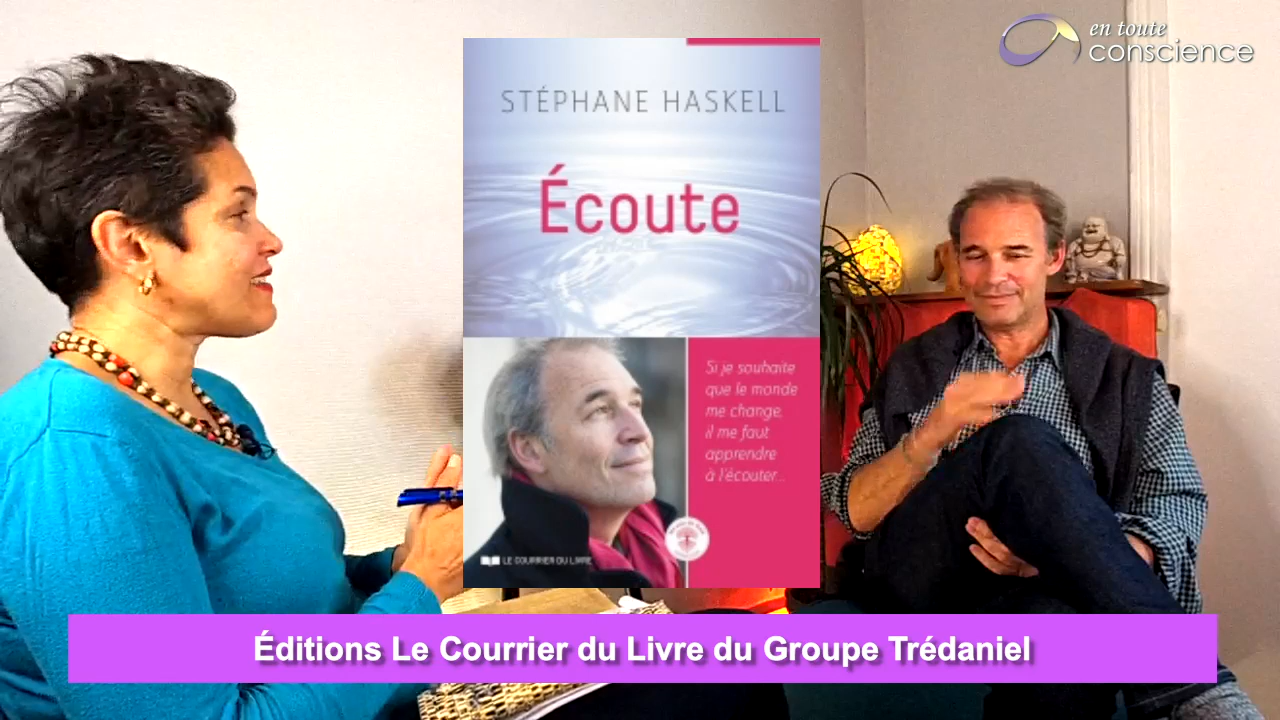 en toute
conscience
STÉPHANE HASKELL
Écoute
Si je souhaite
que le monde
me change,
il me faut
apprendre
à l'écouter...
LE COURRIER DU LIVRE
Éditions Le Courrier du Livre du Groupe Trédaniel